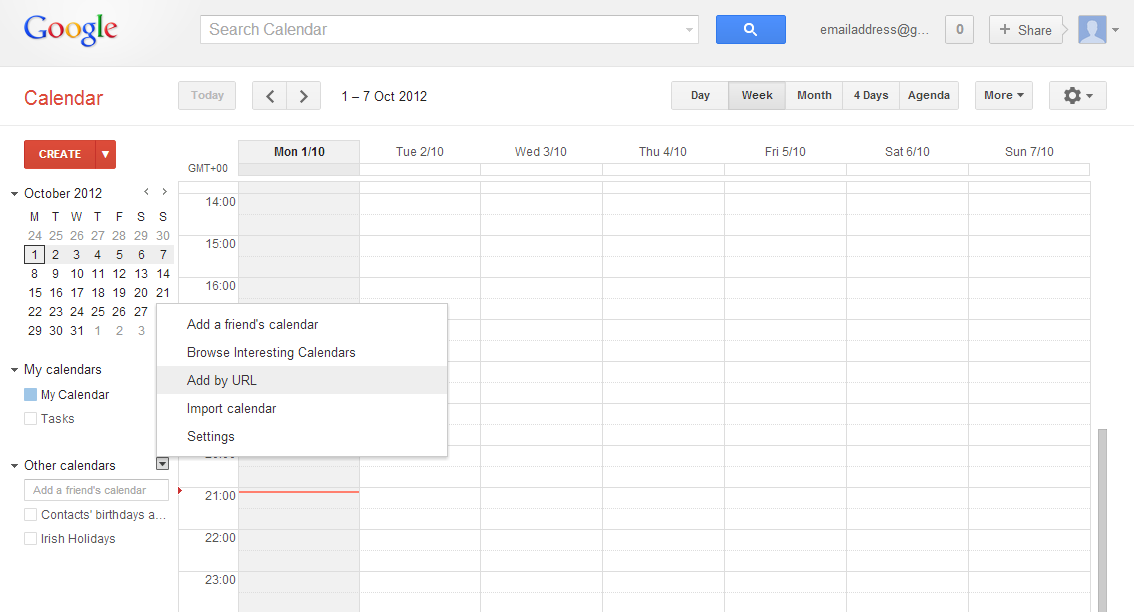 Google
Search Calendar
emailaddress@g...
0
+ Share
Calendar
Today
1 – 7 Oct 2012
Day Week Month 4 Days Agenda
More
CREATE
Mon 1/10 Tue 2/10 Wed 3/10 Thu 4/10 Fri 5/10 Sat 6/10 Sun 7/10
GMT+00
October 2012
M T W T F S S
24 25 26 27 28 29 30
1 2 3 4 5 6 7
8 9 10 11 12 13 14
15 16 17 18 19 20 21
22 23 24 25 26 27
29 30 31 1 2 3
14:00
15:00
16:00
Add a friend's calendar
Browse Interesting Calendars
Add by URL
Import calendar
Settings
My calendars
My Calendar
Tasks
Other calendars
Add a friend's calendar
Contacts' birthdays a...
Irish Holidays
21:00
22:00
23:00